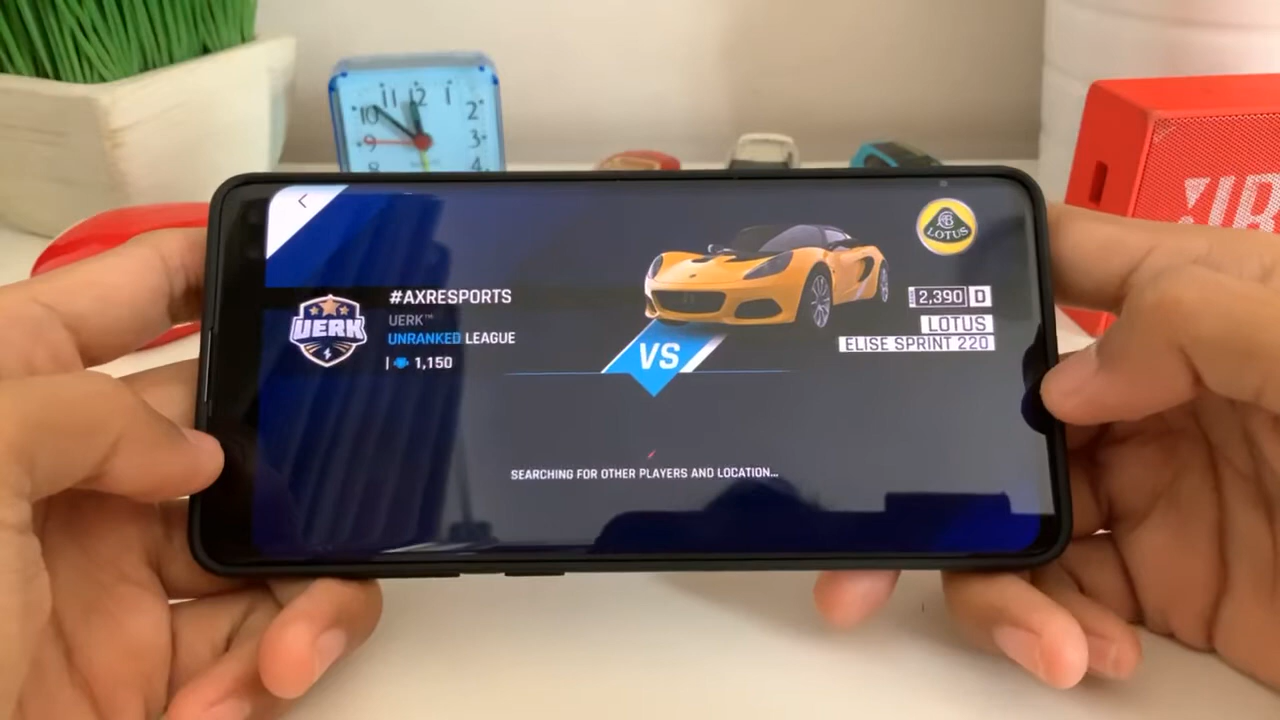 10 11 12 1
2
9
3
8
4
<
#AXRESPORTS
UERK™
UNRANKED LEAGUE
1,150
UERK
VS
LOTUS
2,390 D
LOTUS
ELISE SPRINT 220
SEARCHING FOR OTHER PLAYERS AND LOCATION...